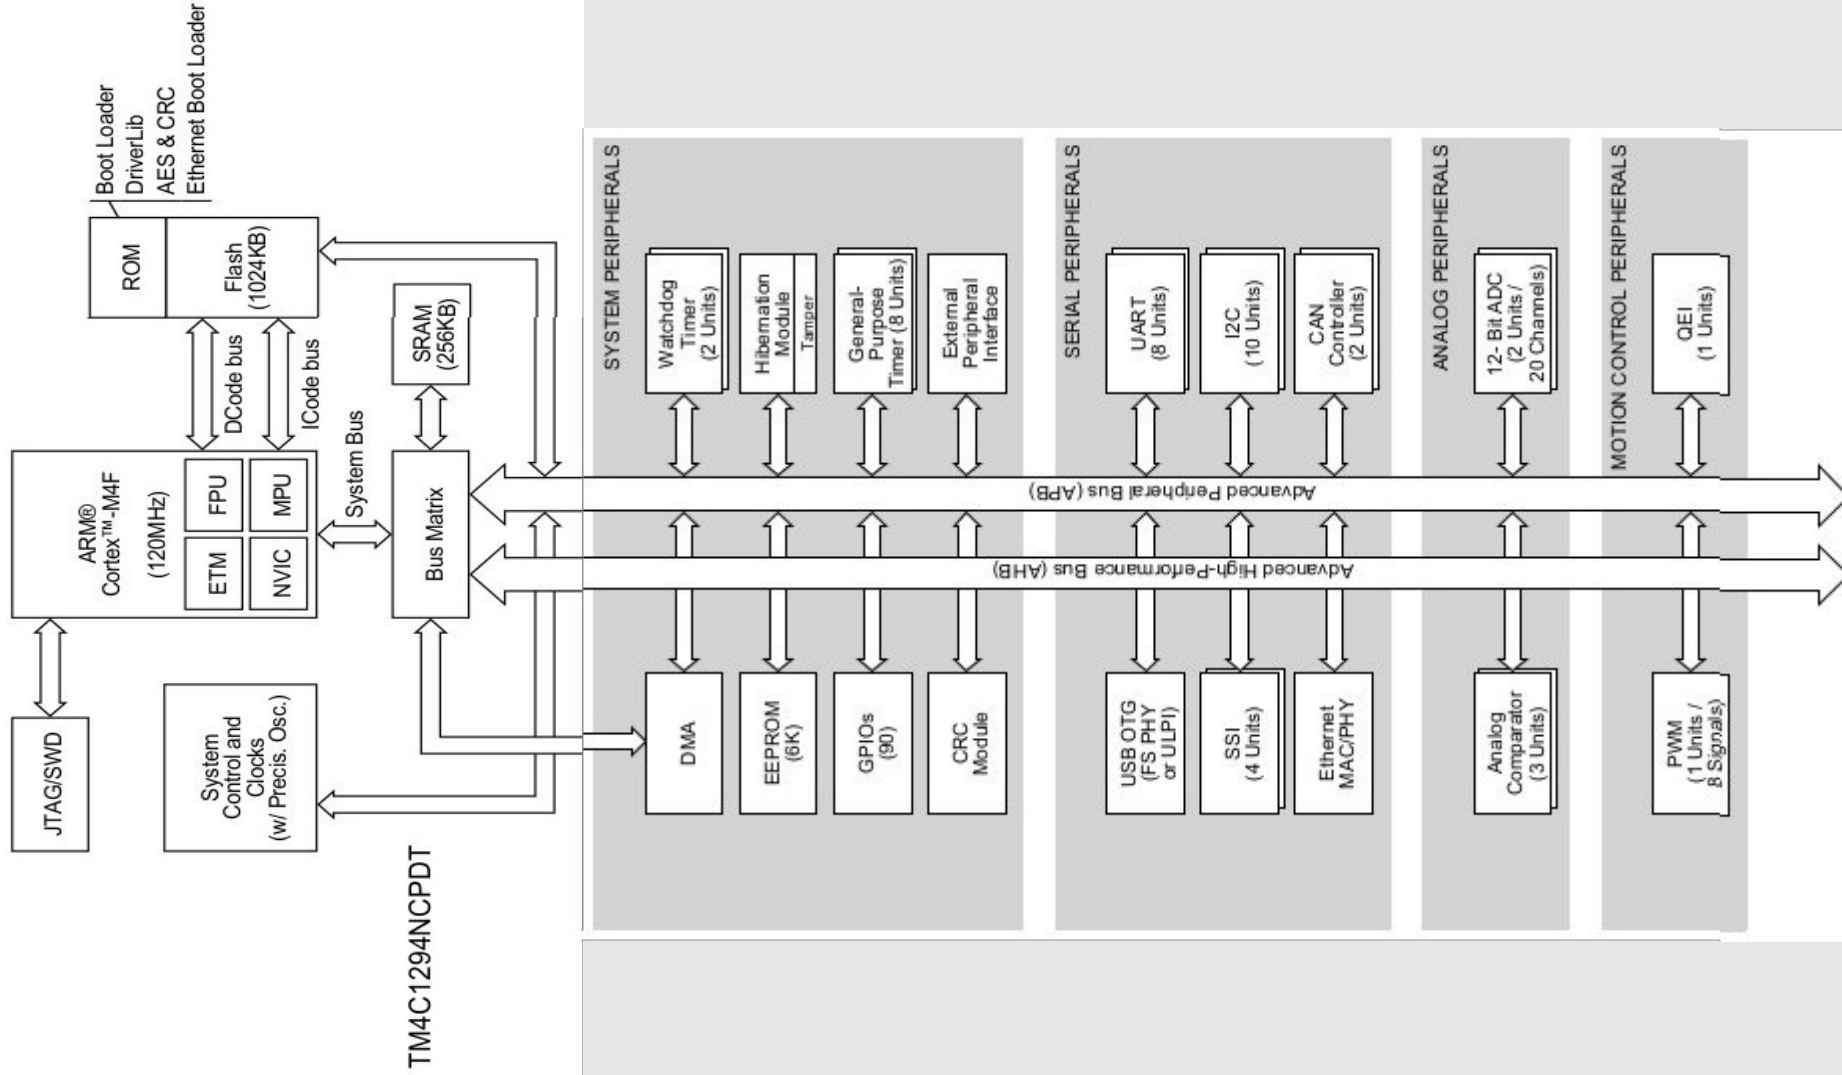 JTAG/SWD
ARM®
Cortex™-M4F
(120MHz)
ETM
FPU
NVIC
MPU
DCode bus
ICode bus
ROM
Flash
(1024KB)
Boot Loader
DriverLib
AES & CRC
Ethernet Boot Loader
System
Control and
Clocks
(w/ Precis. Osc.)
System Bus
Bus Matrix
SRAM
(256KB)
TM4C1294NCPDT
SYSTEM PERIPHERALS
DMA
Watchdog
Timer
(2 Units)
EEPROM
(6K)
Hibernation
Module
Tamper
GPIOs
(90)
General-
Purpose
Timer (8 Units)
CRC
Module
External
Peripheral
Interface
Advanced High-Performance Bus (AHB)
Advanced Peripheral Bus (APB)
SERIAL PERIPHERALS
USB OTG
(FS PHY
or ULPI)
UART
(8 Units)
SSI
(4 Units)
I2C
(10 Units)
Ethernet
MAC/PHY
CAN
Controller
(2 Units)
ANALOG PERIPHERALS
Analog
Comparator
(3 Units)
12- Bit ADC
(2 Units /
20 Channels)
MOTION CONTROL PERIPHERALS
PWM
(1 Units /
8 Signals)
QEI
(1 Units)